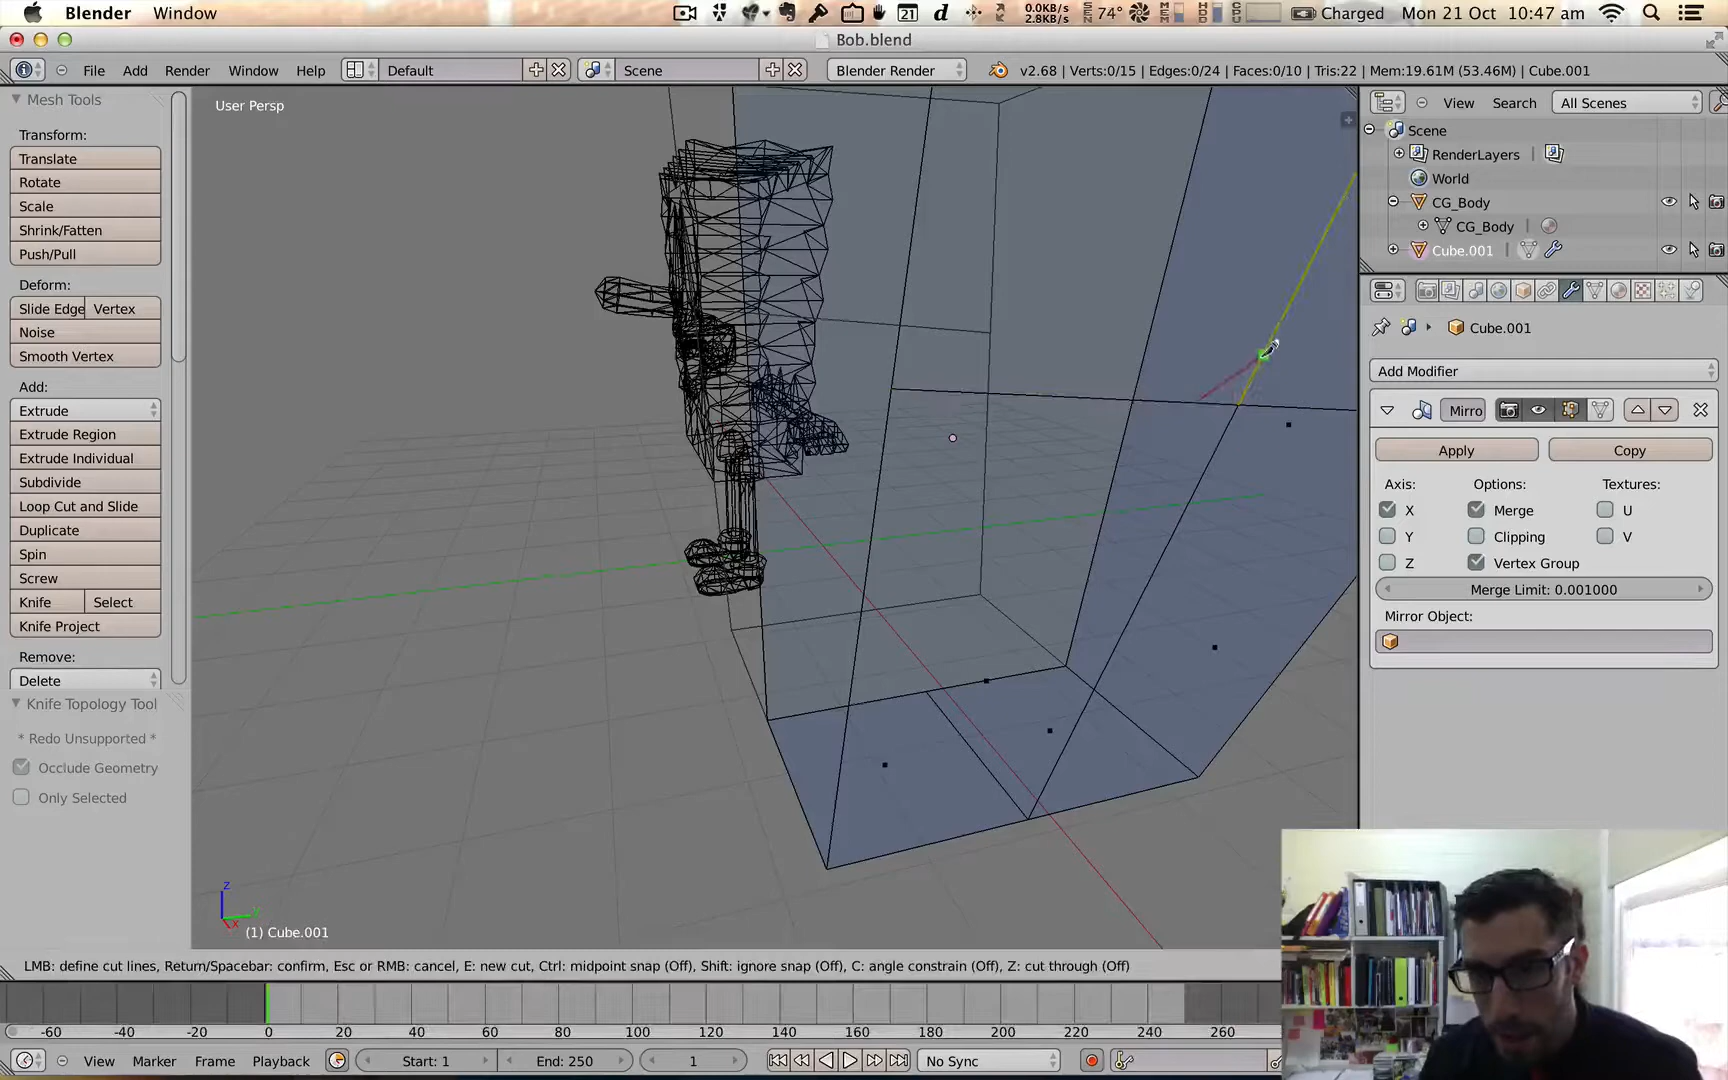 Blender Window 21 d 0.0KB/s 2.8KB/s SEN 74° MEM HD CPU Charged Mon 21 Oct 10:47 am
Bob.blend
File Add Render Window Help Default Scene Blender Render v2.68 | Verts:0/15 | Edges:0/24 | Faces:0/10 | Tris:22 | Mem:19.61M (53.46M) | Cube.001
Mesh Tools
Transform:
Translate
Rotate
Scale
Shrink/Fatten
Push/Pull
Deform:
Slide Edge Vertex
Noise
Smooth Vertex
Add:
Extrude
Extrude Region
Extrude Individual
Subdivide
Loop Cut and Slide
Duplicate
Spin
Screw
Knife Select
Knife Project
Remove:
Delete
Knife Topology Tool
* Redo Unsupported *
Occlude Geometry
Only Selected
User Persp
(1) Cube.001
View Search All Scenes
Scene
RenderLayers
World
CG_Body
CG_Body
Cube.001
Cube.001
Add Modifier
Mirro
Apply Copy
Axis: Options: Textures:
X Merge U
Y Clipping V
Z Vertex Group
Merge Limit: 0.001000
Mirror Object:
LMB: define cut lines, Return/Spacebar: confirm, Esc or RMB: cancel, E: new cut, Ctrl: midpoint snap (Off), Shift: ignore snap (Off), C: angle constrain (Off), Z: cut through (Off)
-60 -40 -20 0 20 40 60 80 100 120 140 160 180 200 220 240 260
View Marker Frame Playback Start: 1 End: 250 1 No Sync